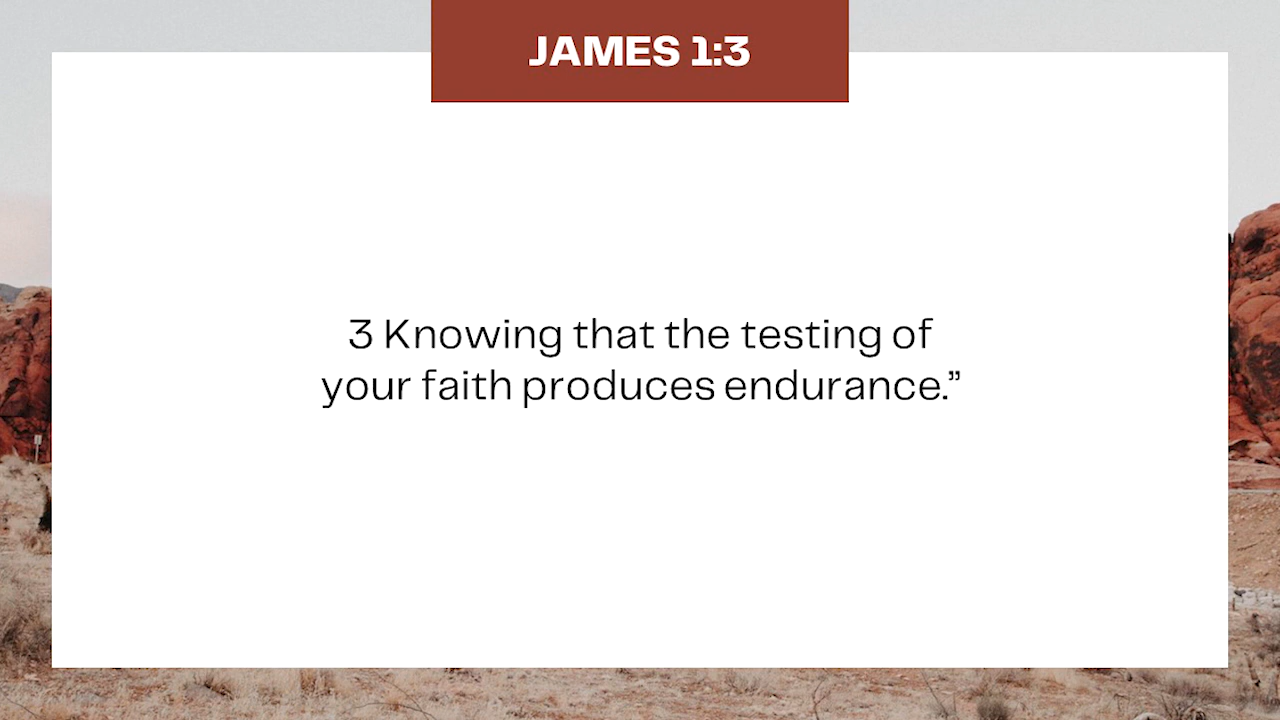 JAMES 1:3
3 Knowing that the testing of
your faith produces endurance.”